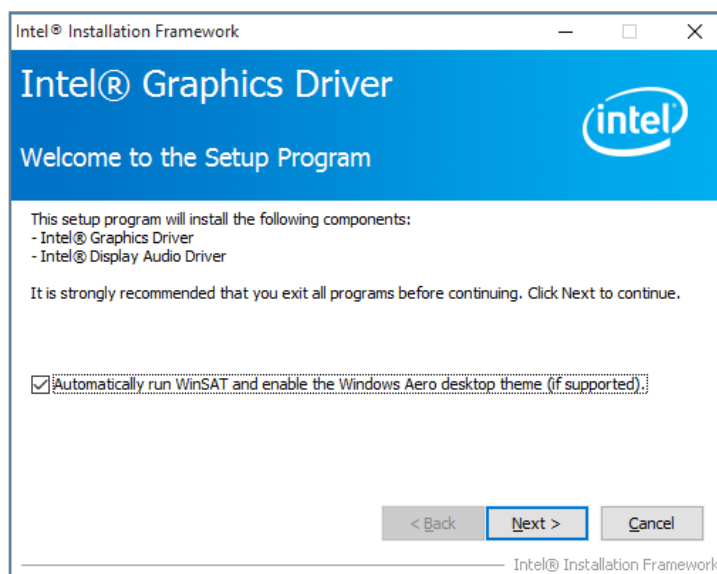 Intel® Installation Framework
Intel® Graphics Driver
intel
Welcome to the Setup Program
This setup program will install the following components:
- Intel® Graphics Driver
- Intel® Display Audio Driver
It is strongly recommended that you exit all programs before continuing. Click Next to continue.
Automatically run WinSAT and enable the Windows Aero desktop theme (if supported).
< Back Next > Cancel
Intel® Installation Framework